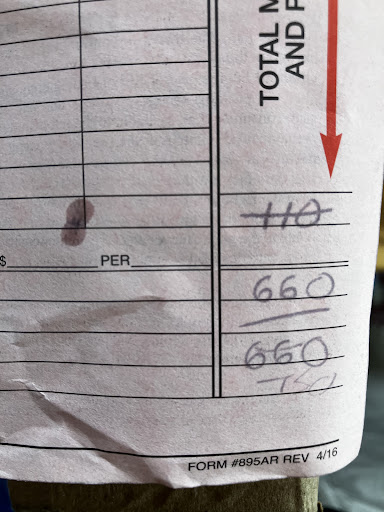 TOTAL M
AND F
110
$ PER
660
660
FORM #895AR REV 4/16